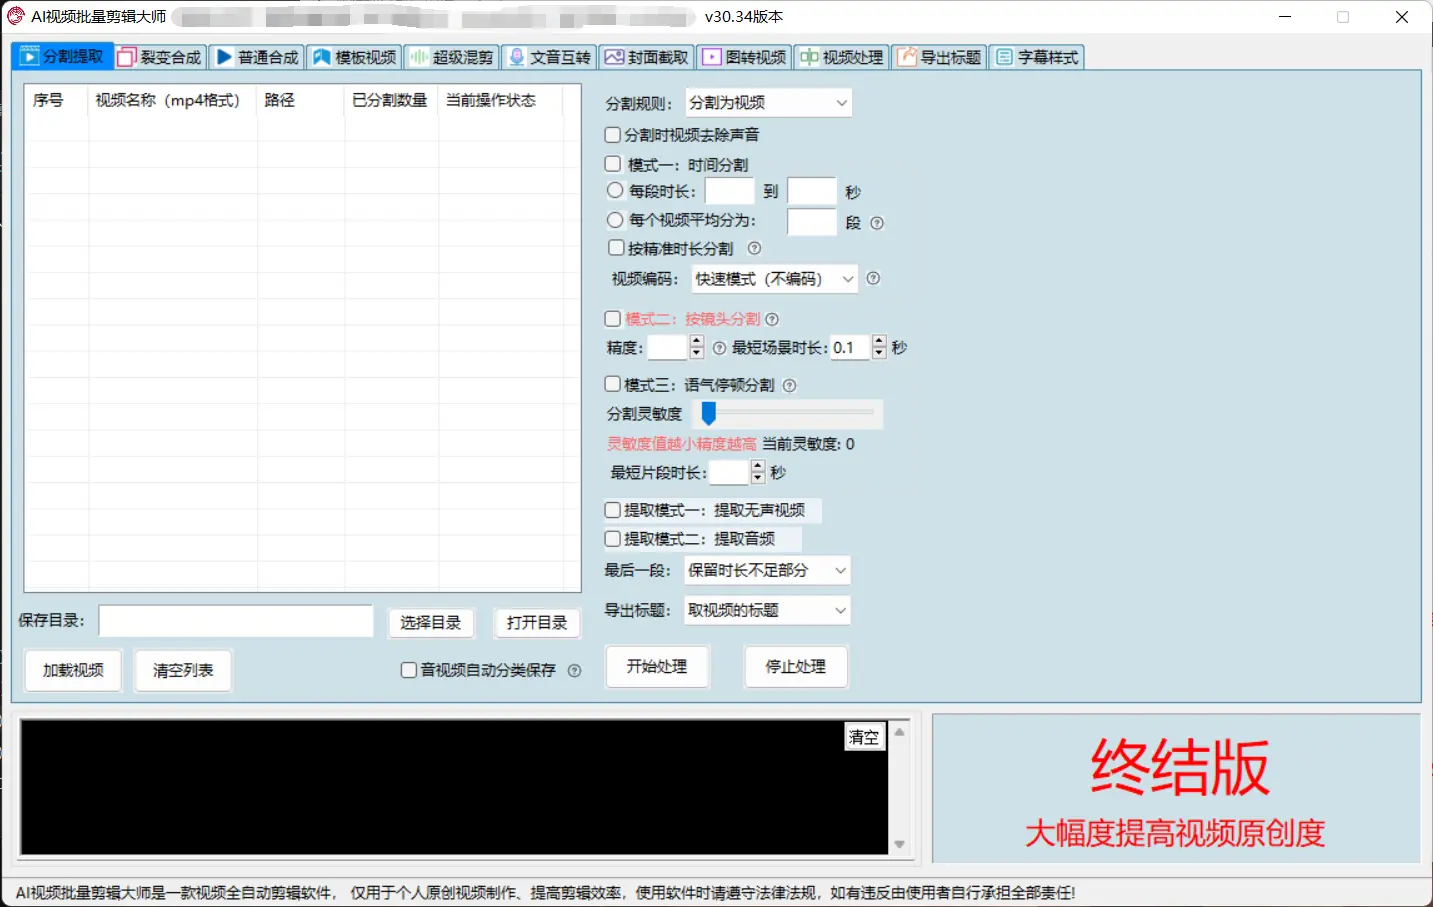 AI视频批量剪辑大师
v30.34版本
分割提取 裂变合成 普通合成 模板视频 超级混剪 文音互转 封面截取 图转视频 视频处理 导出标题 字幕样式
序号 视频名称（mp4格式） 路径 已分割数量 当前操作状态
保存目录： 选择目录 打开目录
加载视频 清空列表 音视频自动分类保存
分割规则： 分割为视频
分割时视频去除声音
模式一：时间分割
每段时长： 到 秒
每个视频平均分为： 段
按精准时长分割
视频编码： 快速模式（不编码）
模式二：按镜头分割
精度： 最短场景时长: 0.1 秒
模式三：语气停顿分割
分割灵敏度
灵敏度值越小精度越高 当前灵敏度: 0
最短片段时长: 秒
提取模式一：提取无声视频
提取模式二：提取音频
最后一段： 保留时长不足部分
导出标题： 取视频的标题
开始处理 停止处理
清空
终结版
大幅度提高视频原创度
AI视频批量剪辑大师是一款视频全自动剪辑软件， 仅用于个人原创视频制作、提高剪辑效率，使用软件时请遵守法律法规，如有违反由使用者自行承担全部责任!